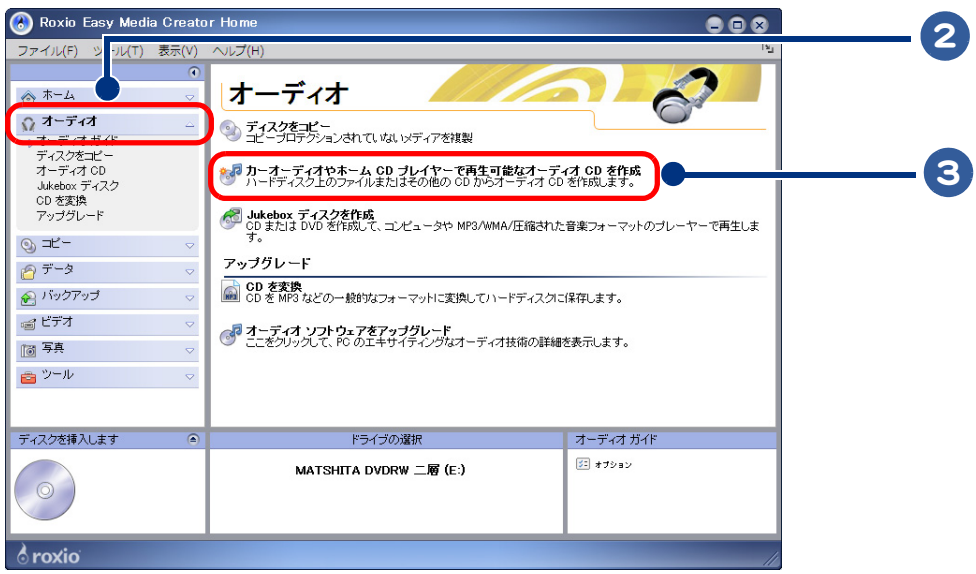 Roxio Easy Media Creator Home
ファイル(F) ツール(T) 表示(V) ヘルプ(H)
2
ホーム
オーディオ
オーディオ ガイド
ディスクをコピー
オーディオ CD
Jukebox ディスク
CD を変換
アップグレード
コピー
データ
バックアップ
ビデオ
写真
ツール
オーディオ
ディスクをコピー
コピープロテクションされていないメディアを複製
カーオーディオやホーム CD プレイヤーで再生可能なオーディオ CD を作成
ハードディスク上のファイルまたはその他の CD からオーディオ CD を作成します。
3
Jukebox ディスクを作成
CD または DVD を作成して、コンピュータや MP3/WMA/圧縮された音楽フォーマットのプレーヤーで再生しま
す。
アップグレード
CD を変換
CD を MP3 などの一般的なフォーマットに変換してハードディスクに保存します。
オーディオ ソフトウェアをアップグレード
ここをクリックして、PC のエキサイティングなオーディオ技術の詳細を表示します。
ディスクを挿入します
ドライブの選択
MATSHITA DVDRW 二層 (E:)
オーディオ ガイド
オプション
roxio